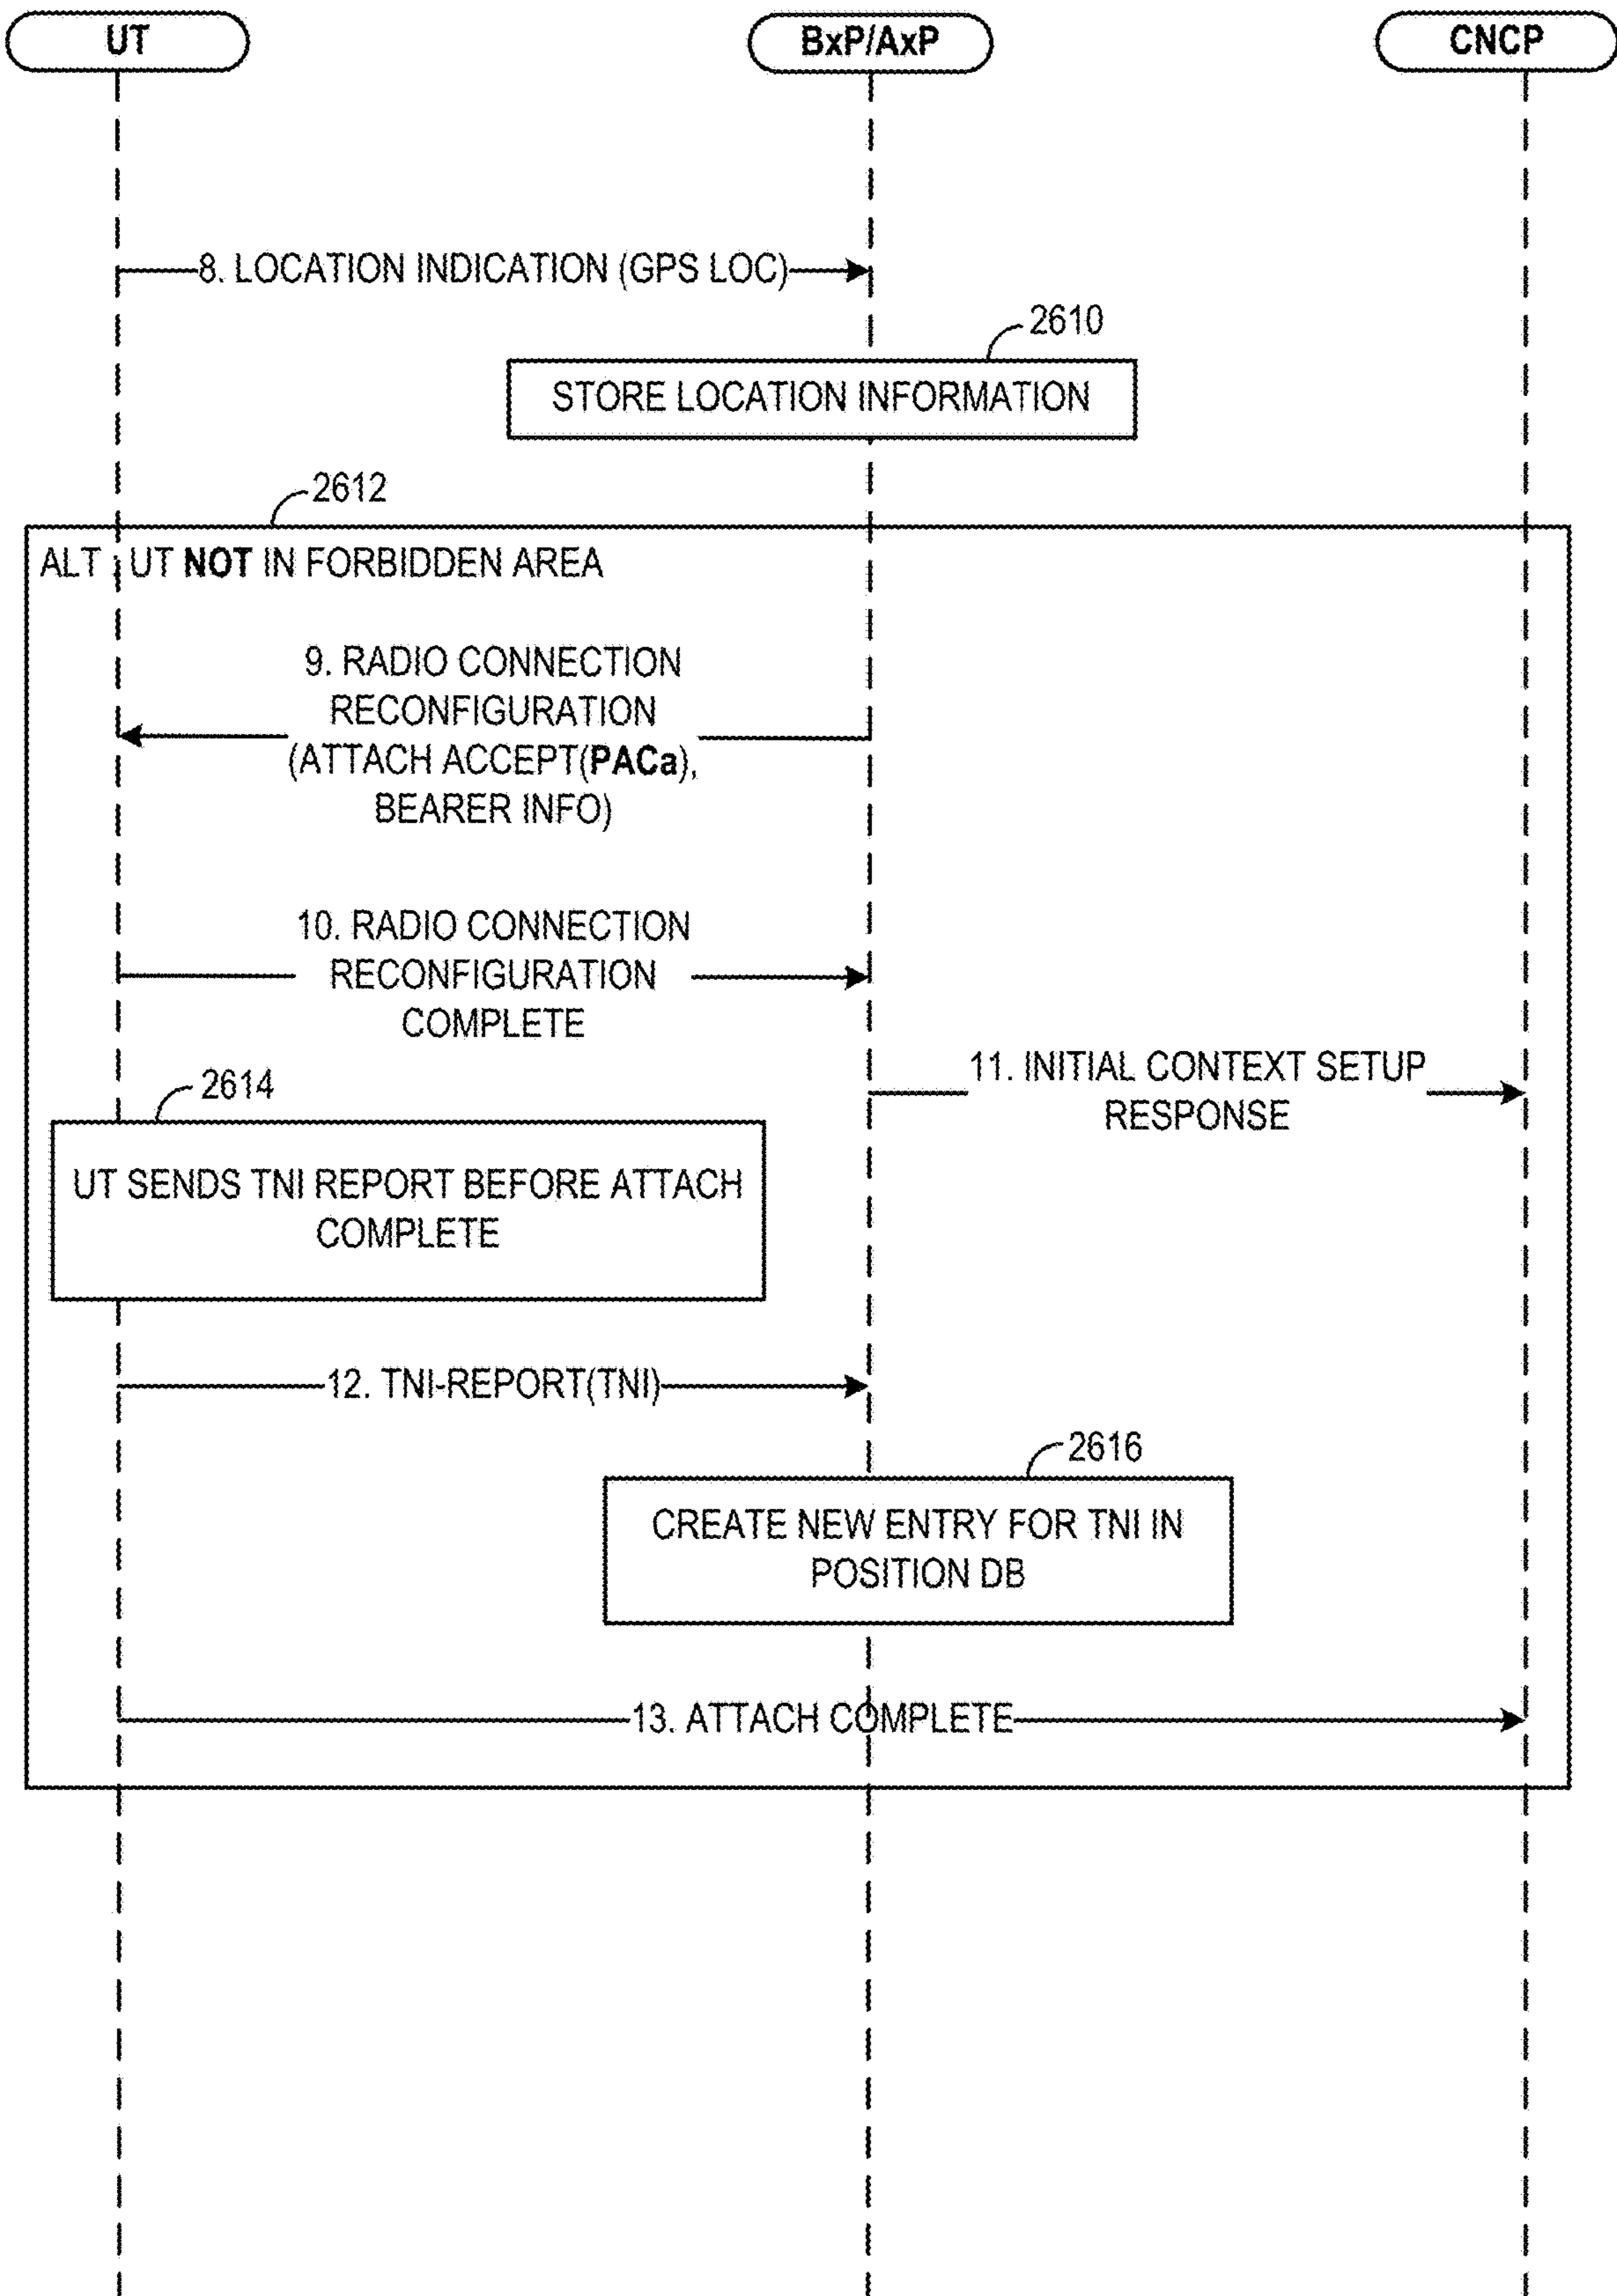 UT
BxP/AxP
CNCP
8. LOCATION INDICATION (GPS LOC)
2610
STORE LOCATION INFORMATION
2612
ALT : UT NOT IN FORBIDDEN AREA
9. RADIO CONNECTION
RECONFIGURATION
(ATTACH ACCEPT(PACa),
BEARER INFO)
10. RADIO CONNECTION
RECONFIGURATION
COMPLETE
11. INITIAL CONTEXT SETUP
RESPONSE
2614
UT SENDS TNI REPORT BEFORE ATTACH
COMPLETE
12. TNI-REPORT(TNI)
2616
CREATE NEW ENTRY FOR TNI IN
POSITION DB
13. ATTACH COMPLETE